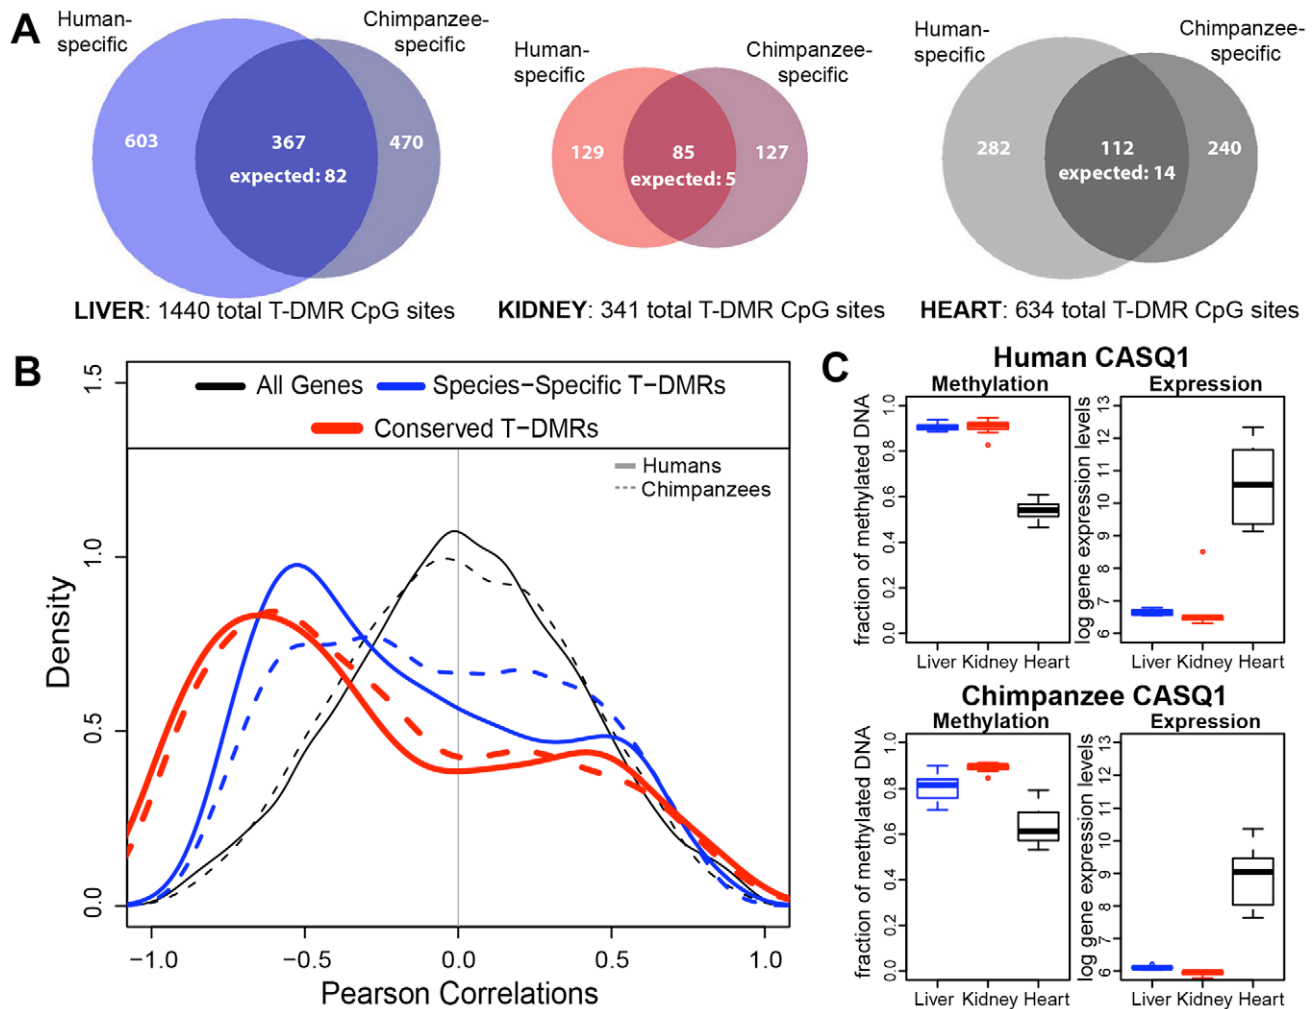 A
Human-
specific
Chimpanzee-
specific
603
367
expected: 82
470
LIVER: 1440 total T-DMR CpG sites
Human-
specific
Chimpanzee-
specific
129
85
expected: 5
127
KIDNEY: 341 total T-DMR CpG sites
Human-
specific
Chimpanzee-
specific
282
112
expected: 14
240
HEART: 634 total T-DMR CpG sites
B
All Genes
Species-Specific T-DMRs
Conserved T-DMRs
Humans
Chimpanzees
Density
1.5
1.0
0.5
0.0
-1.0 -0.5 0.0 0.5 1.0
Pearson Correlations
C
Human CASQ1
Methylation
fraction of methylated DNA
1.0
0.8
0.6
0.4
0.2
0.0
Liver Kidney Heart
Expression
log gene expression levels
13
12
11
10
9
8
7
6
Liver Kidney Heart
Chimpanzee CASQ1
Methylation
fraction of methylated DNA
1.0
0.8
0.6
0.4
0.2
0.0
Liver Kidney Heart
Expression
log gene expression levels
13
12
11
10
9
8
7
6
Liver Kidney Heart